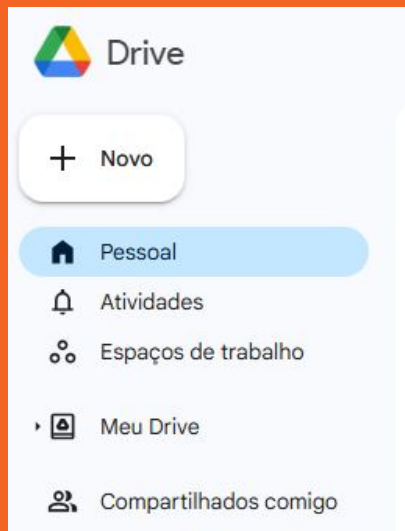 Drive
Novo
Pessoal
Atividades
Espaços de trabalho
Meu Drive
Compartilhados comigo